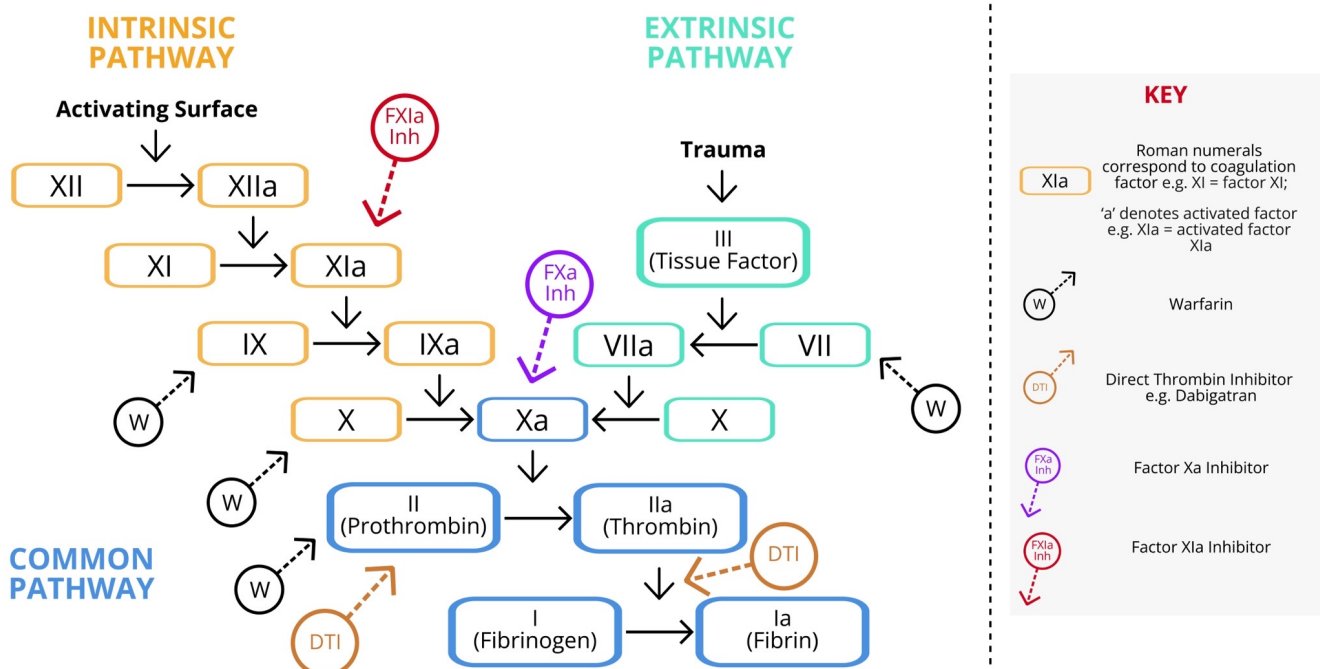 INTRINSIC
PATHWAY
EXTRINSIC
PATHWAY
Activating Surface
FXIa
Inh
Trauma
XII
XIIa
III
(Tissue Factor)
XI
XIa
FXa
Inh
IX
IXa
VIIa
VII
W
W
X
Xa
X
W
II
(Prothrombin)
IIa
(Thrombin)
DTI
COMMON
PATHWAY
W
DTI
I
(Fibrinogen)
Ia
(Fibrin)
KEY
XIa
Roman numerals
correspond to coagulation
factor e.g. XI = factor XI;
'a' denotes activated factor
e.g. XIa = activated factor
XIa
W
Warfarin
DTI
Direct Thrombin Inhibitor
e.g. Dabigatran
FXa
Inh
Factor Xa Inhibitor
FXIa
Inh
Factor XIa Inhibitor